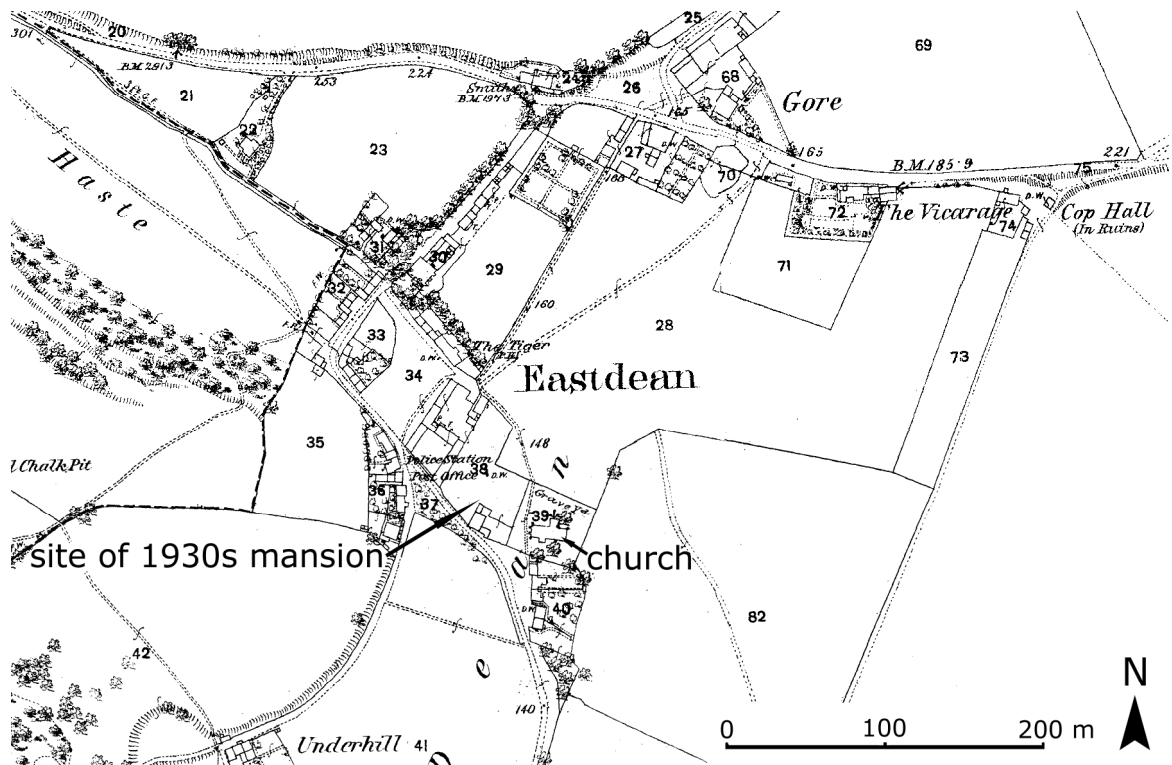 20
25
301
B.M.291.3
253
224
24
Smithy
B.M.197.3
26
68
69
165
Gore
21
22
23
27
165
B.M.185.9
221
75
70
D.W.
72
The Vicarage
D.W.
74
Cop Hall
(In Ruins)
Haste
31
30
29
32
71
160
28
33
The Tiger
(P.H.)
D.W.
34
73
Eastdean
35
148
n
Chalk Pit
Police Station
Post Office
38
D.W.
36
37
Graveyd.
39
site of 1930s mansion
church
a
40
D.W.
82
42
e
140
N
0 100 200 m
Underhill
41
D